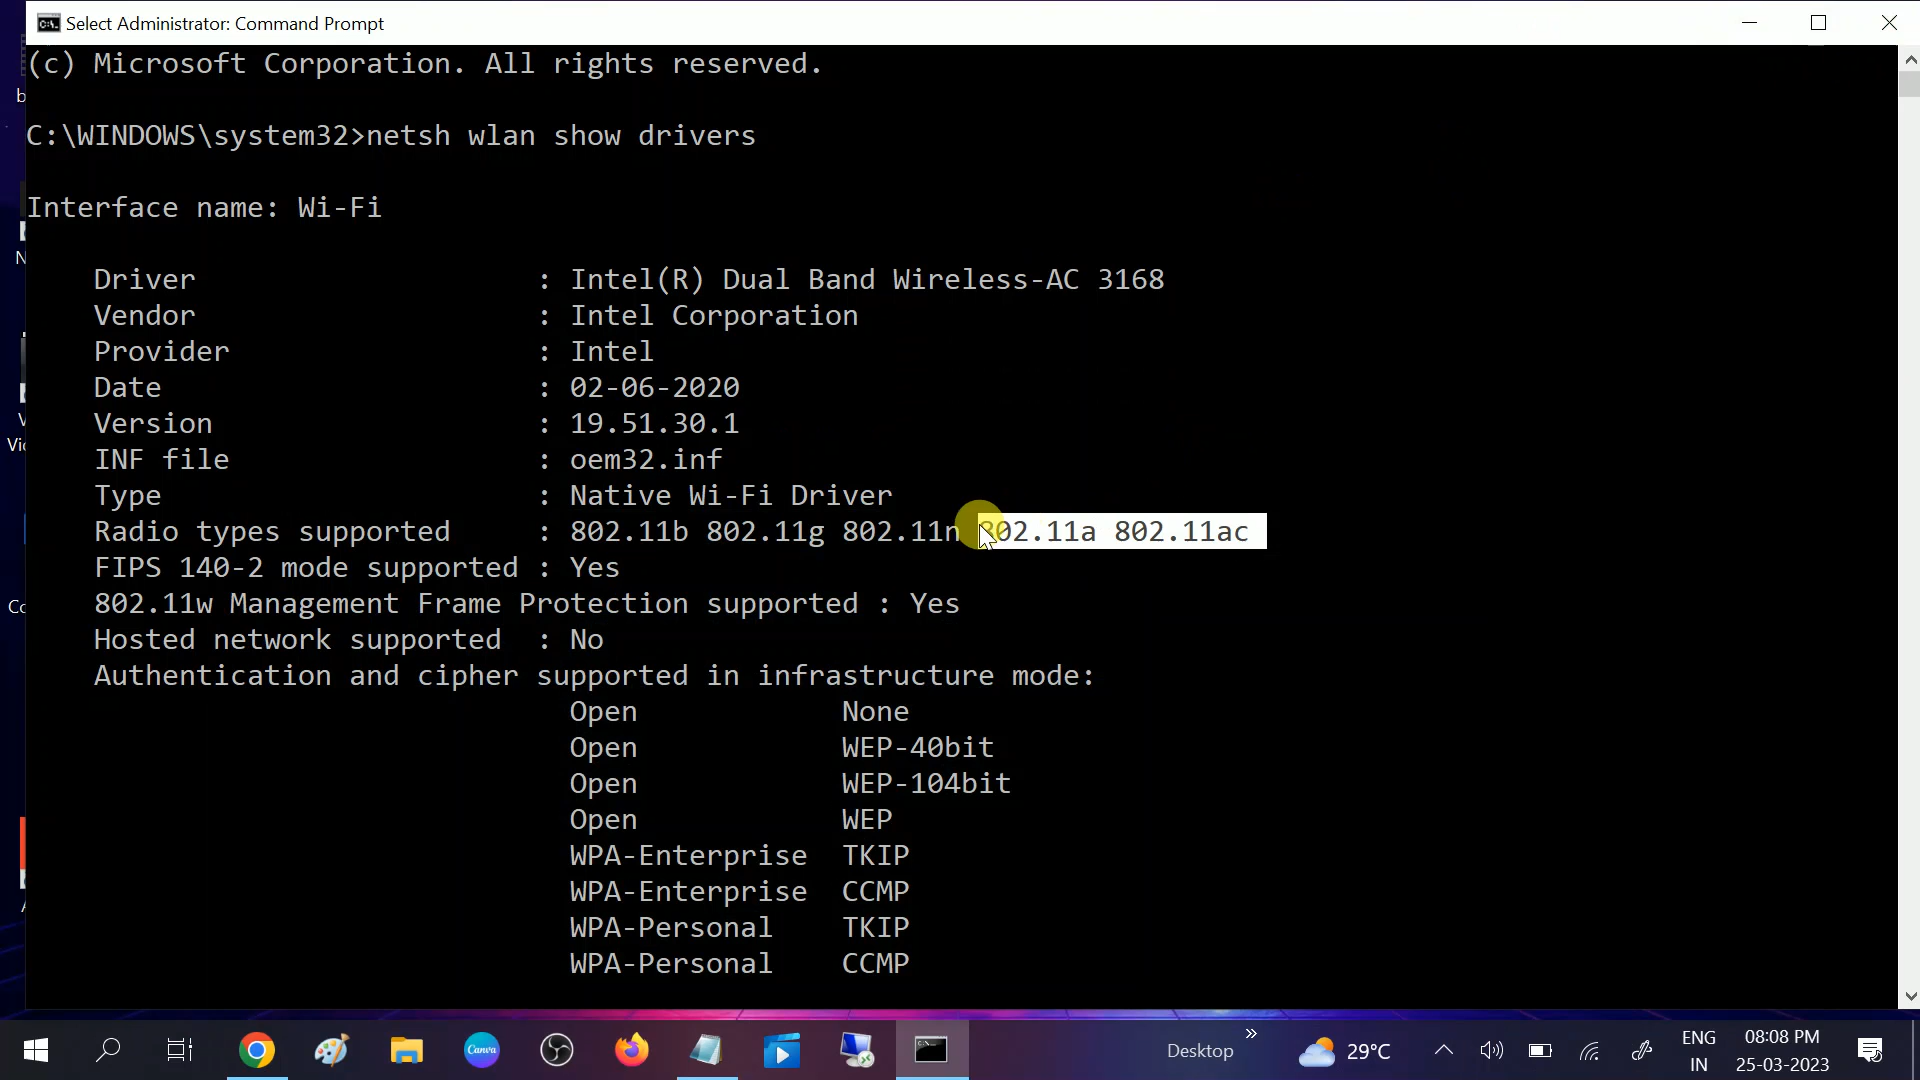 Select Administrator: Command Prompt
(c) Microsoft Corporation. All rights reserved.
C:\WINDOWS\system32>netsh wlan show drivers
Interface name: Wi-Fi
Driver : Intel(R) Dual Band Wireless-AC 3168
Vendor : Intel Corporation
Provider : Intel
Date : 02-06-2020
Version : 19.51.30.1
INF file : oem32.inf
Type : Native Wi-Fi Driver
Radio types supported : 802.11b 802.11g 802.11n 802.11a 802.11ac
FIPS 140-2 mode supported : Yes
802.11w Management Frame Protection supported : Yes
Hosted network supported : No
Authentication and cipher supported in infrastructure mode:
Open None
Open WEP-40bit
Open WEP-104bit
Open WEP
WPA-Enterprise TKIP
WPA-Enterprise CCMP
WPA-Personal TKIP
WPA-Personal CCMP
Canva
Desktop
29°C
ENG
IN
08:08 PM
25-03-2023